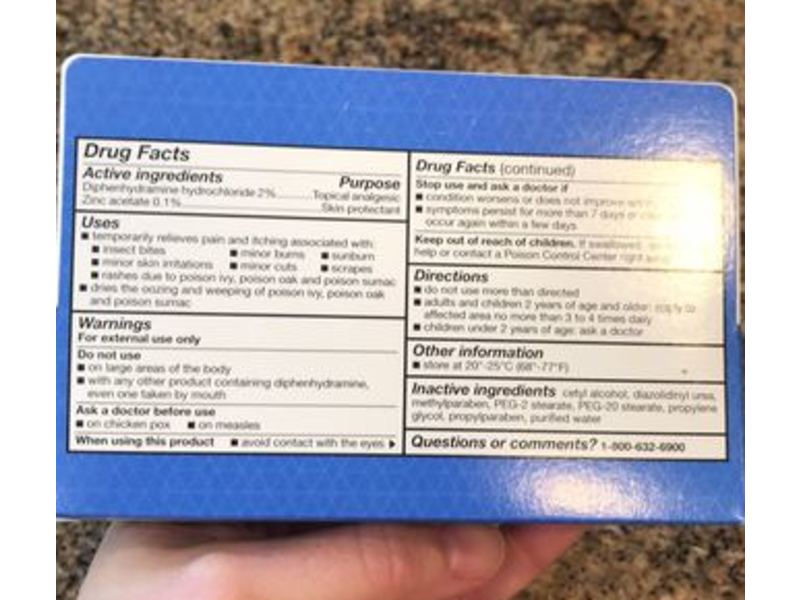 Drug Facts
Active ingredients Purpose
Diphenhydramine hydrochloride 2%..........Topical analgesic
Zinc acetate 0.1%..........Skin protectant
Uses
■ temporarily relieves pain and itching associated with:
■ insect bites ■ minor burns ■ sunburn
■ minor skin irritations ■ minor cuts ■ scrapes
■ rashes due to poison ivy, poison oak and poison sumac
■ dries the oozing and weeping of poison ivy, poison oak
and poison sumac
Warnings
For external use only
Do not use
■ on large areas of the body
■ with any other product containing diphenhydramine,
even one taken by mouth
Ask a doctor before use
■ on chicken pox ■ on measles
When using this product ■ avoid contact with the eyes
Drug Facts (continued)
Stop use and ask a doctor if
■ condition worsens or does not improve
■ symptoms persist for more than 7 days or
occur again within a few days
Keep out of reach of children. If swallowed,
help or contact a Poison Control Center right
Directions
■ do not use more than directed
■ adults and children 2 years of age and older: apply to
affected area no more than 3 to 4 times daily
■ children under 2 years of age: ask a doctor
Other information
■ store at 20°-25°C (68°-77°F)
Inactive ingredients cetyl alcohol, diazolidinyl urea,
methylparaben, PEG-2 stearate, PEG-20 stearate, propylene
glycol, propylparaben, purified water
Questions or comments? 1-800-632-6900